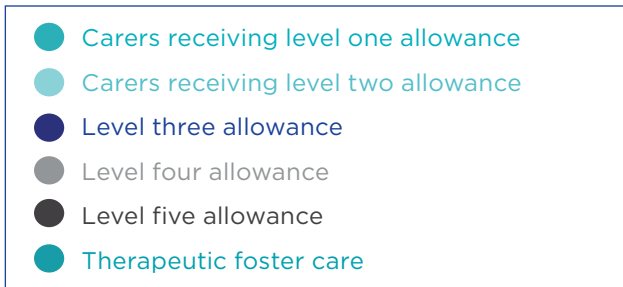 Carers receiving level one allowance
Carers receiving level two allowance
Level three allowance
Level four allowance
Level five allowance
Therapeutic foster care